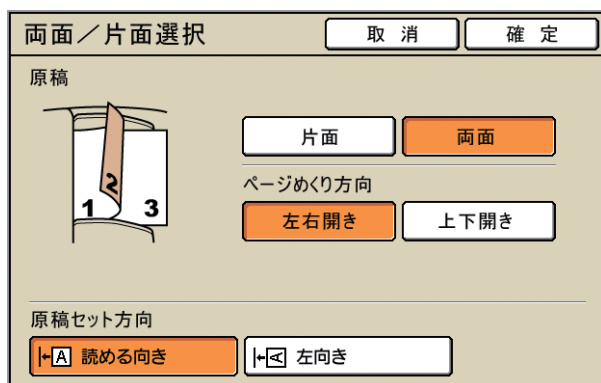 両面／片面選択 取 消 確 定
原稿
片面 両面
1 2 3
ページめくり方向
左右開き 上下開き
原稿セット方向
A 読める向き A 左向き